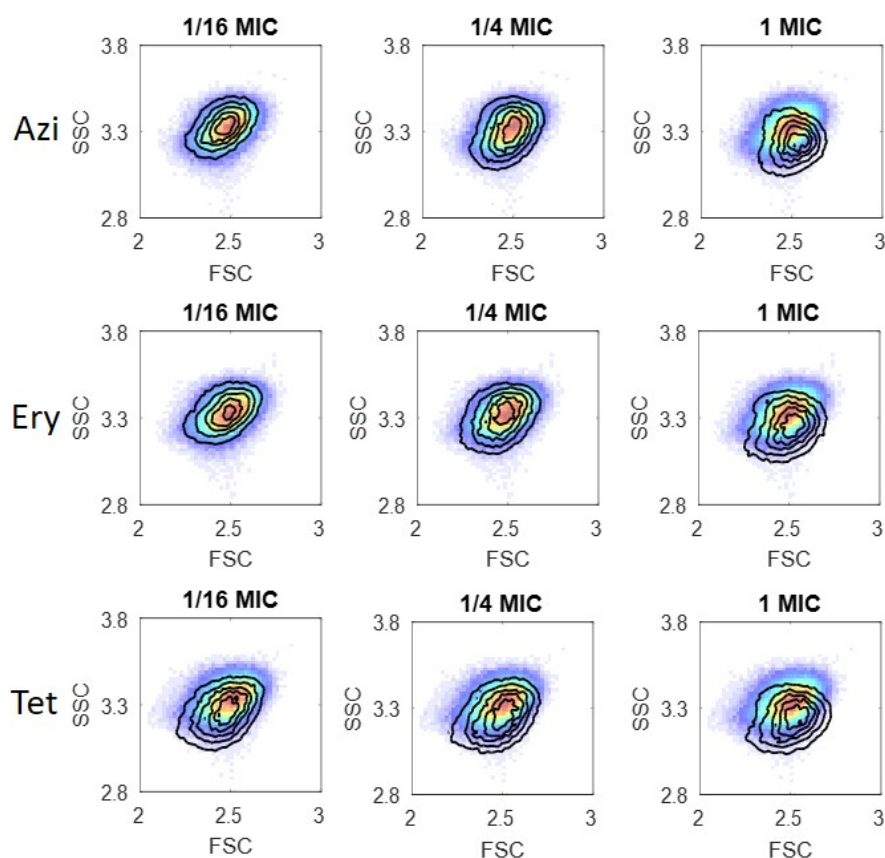 1/16 MIC 1/4 MIC 1 MIC
3.8 3.8 3.8
Azi SSC 3.3 SSC 3.3 SSC 3.3
2.8 2.8 2.8
2 2.5 3 2 2.5 3 2 2.5 3
FSC FSC FSC
1/16 MIC 1/4 MIC 1 MIC
3.8 3.8 3.8
Ery SSC 3.3 SSC 3.3 SSC 3.3
2.8 2.8 2.8
2 2.5 3 2 2.5 3 2 2.5 3
FSC FSC FSC
1/16 MIC 1/4 MIC 1 MIC
3.8 3.8 3.8
Tet SSC 3.3 SSC 3.3 SSC 3.3
2.8 2.8 2.8
2 2.5 3 2 2.5 3 2 2.5 3
FSC FSC FSC